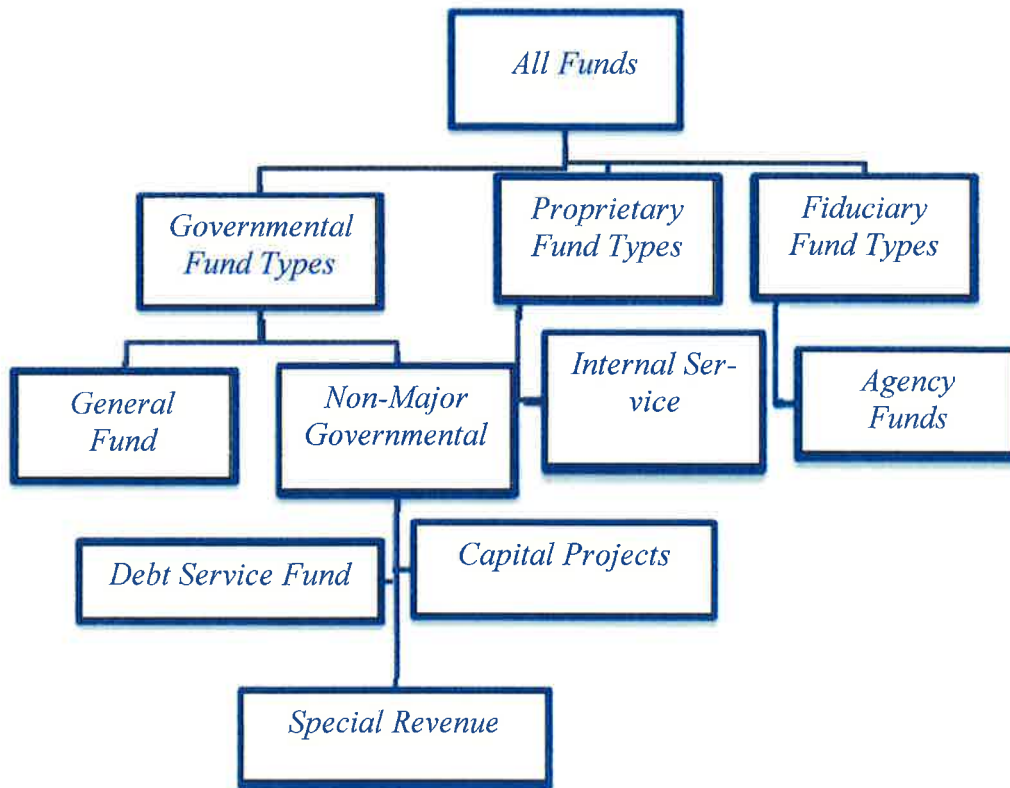 All Funds
Governmental
Fund Types
Proprietary
Fund Types
Fiduciary
Fund Types
General
Fund
Non-Major
Governmental
Internal Ser-
vice
Agency
Funds
Debt Service Fund
Capital Projects
Special Revenue